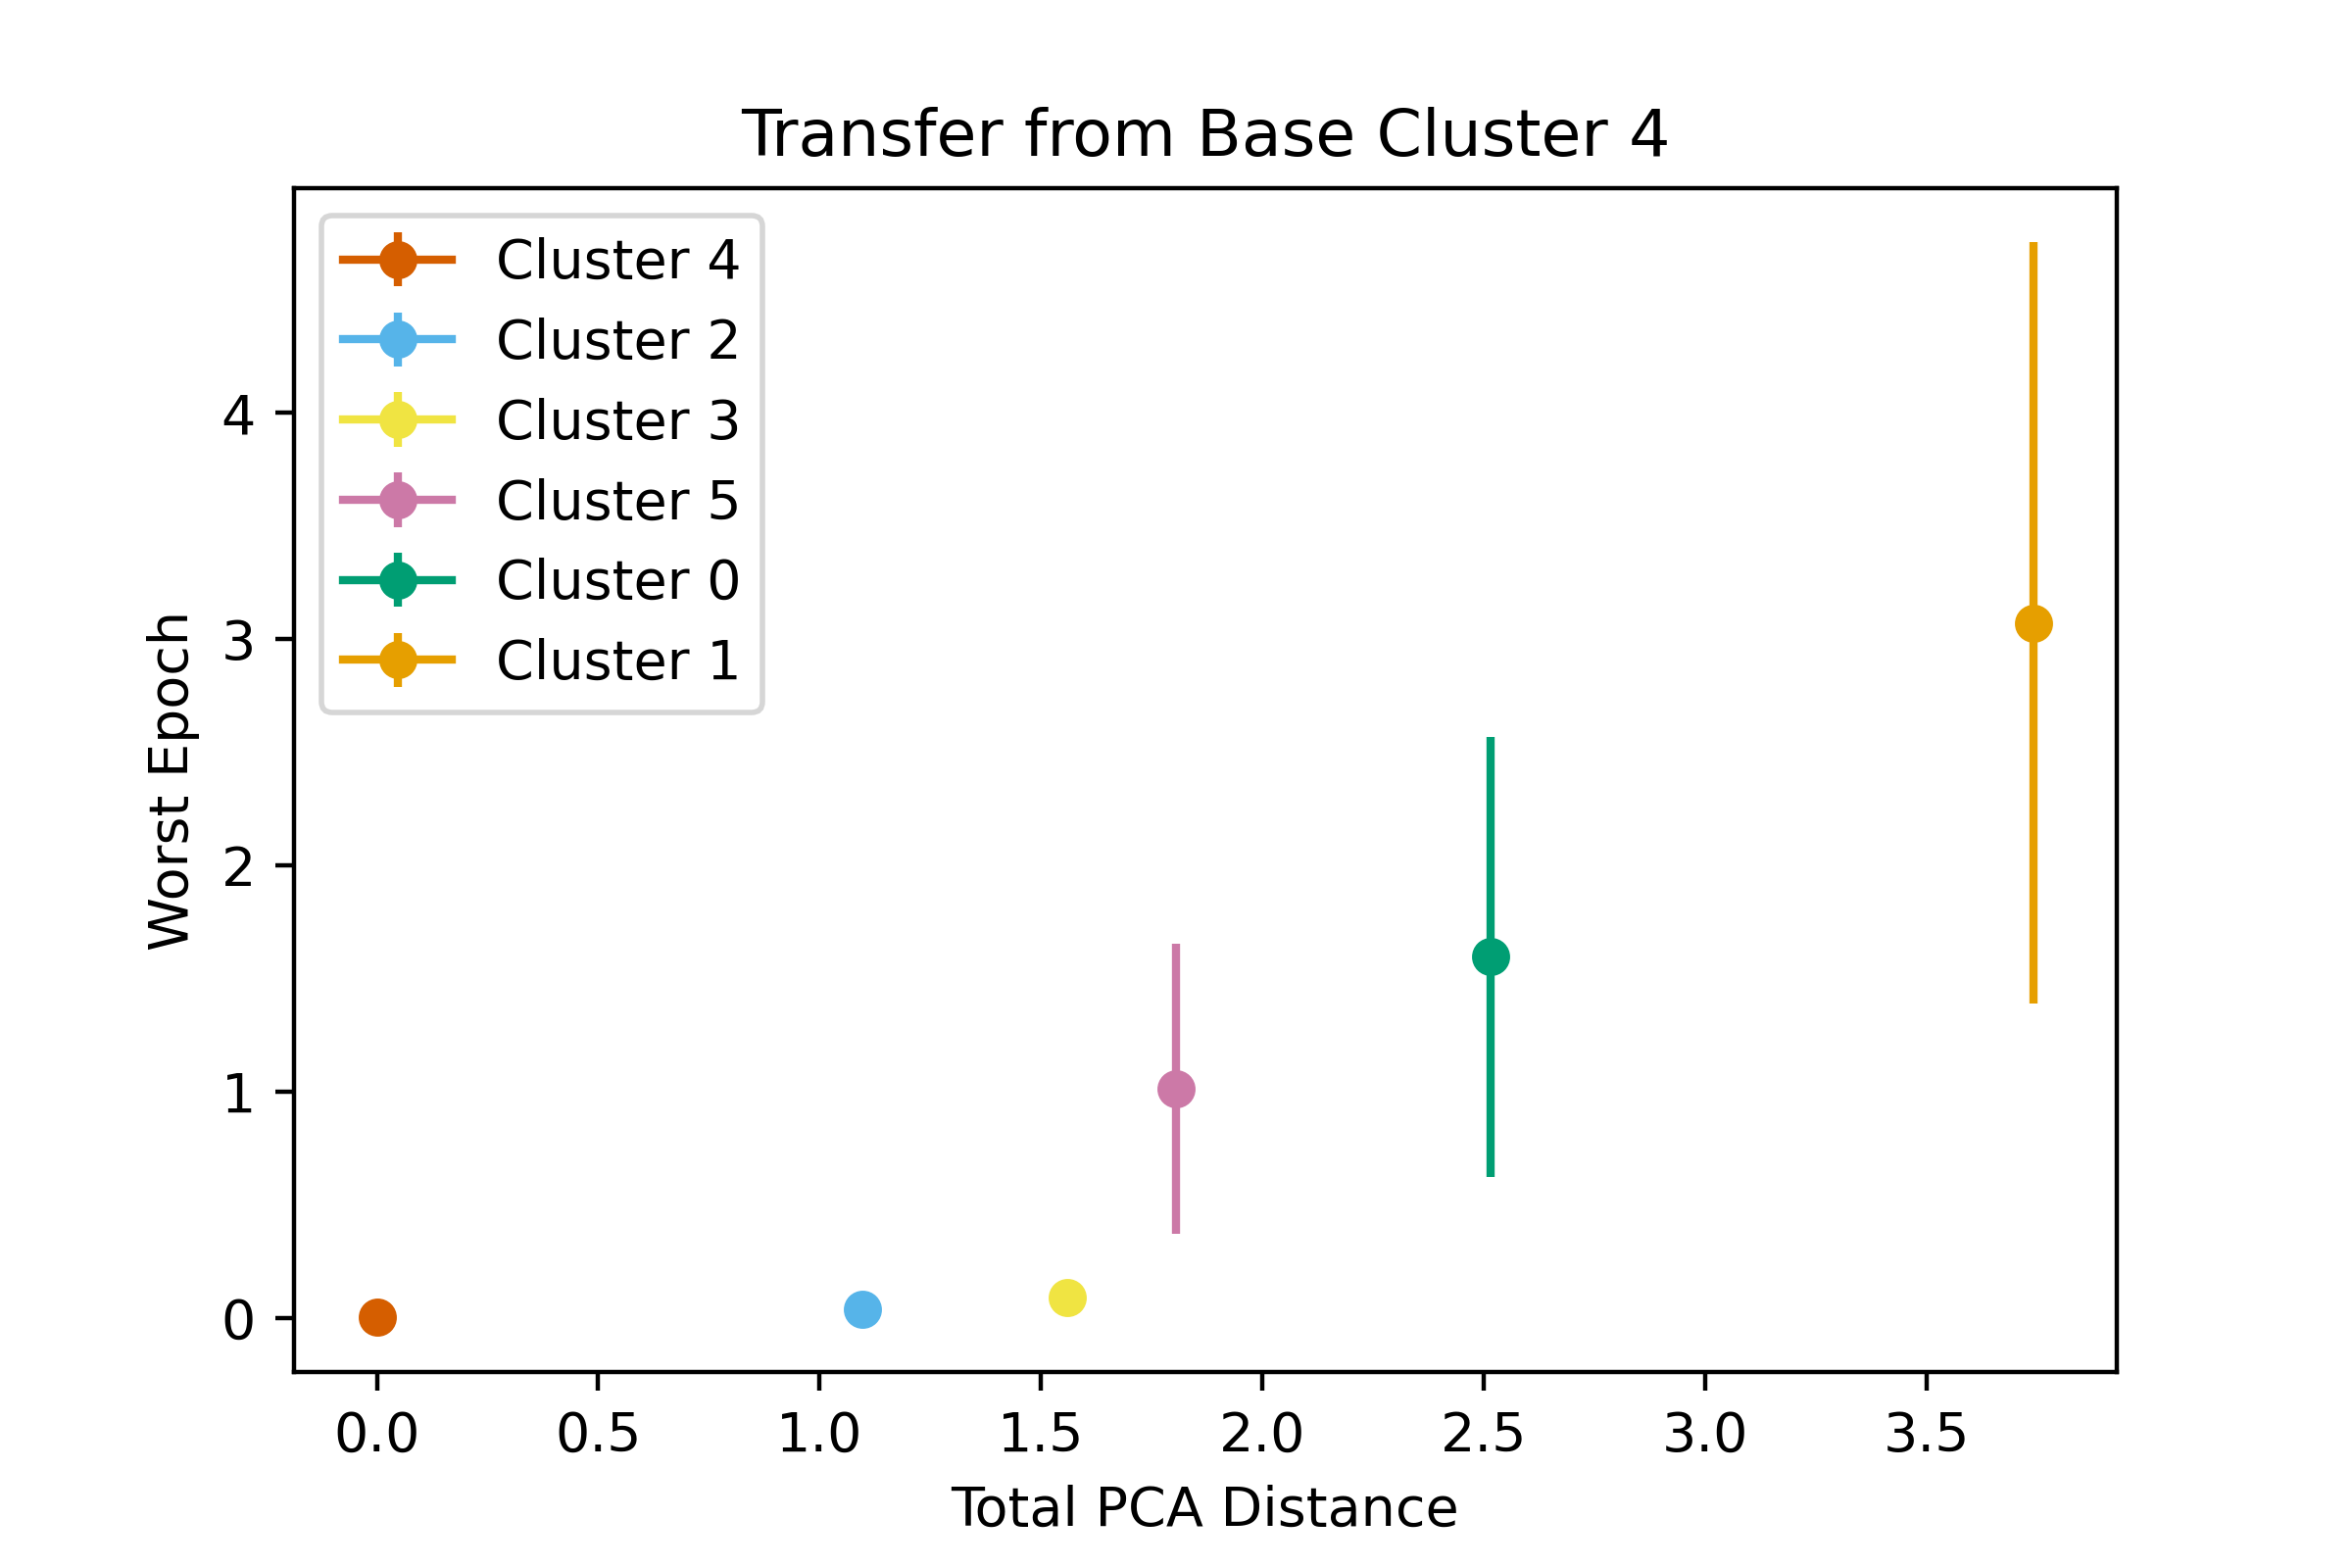 Transfer from Base Cluster 4
Cluster 4
Cluster 2
Cluster 3
Cluster 5
Cluster 0
Cluster 1
Worst Epoch
4
3
2
1
0
0.0 0.5 1.0 1.5 2.0 2.5 3.0 3.5
Total PCA Distance